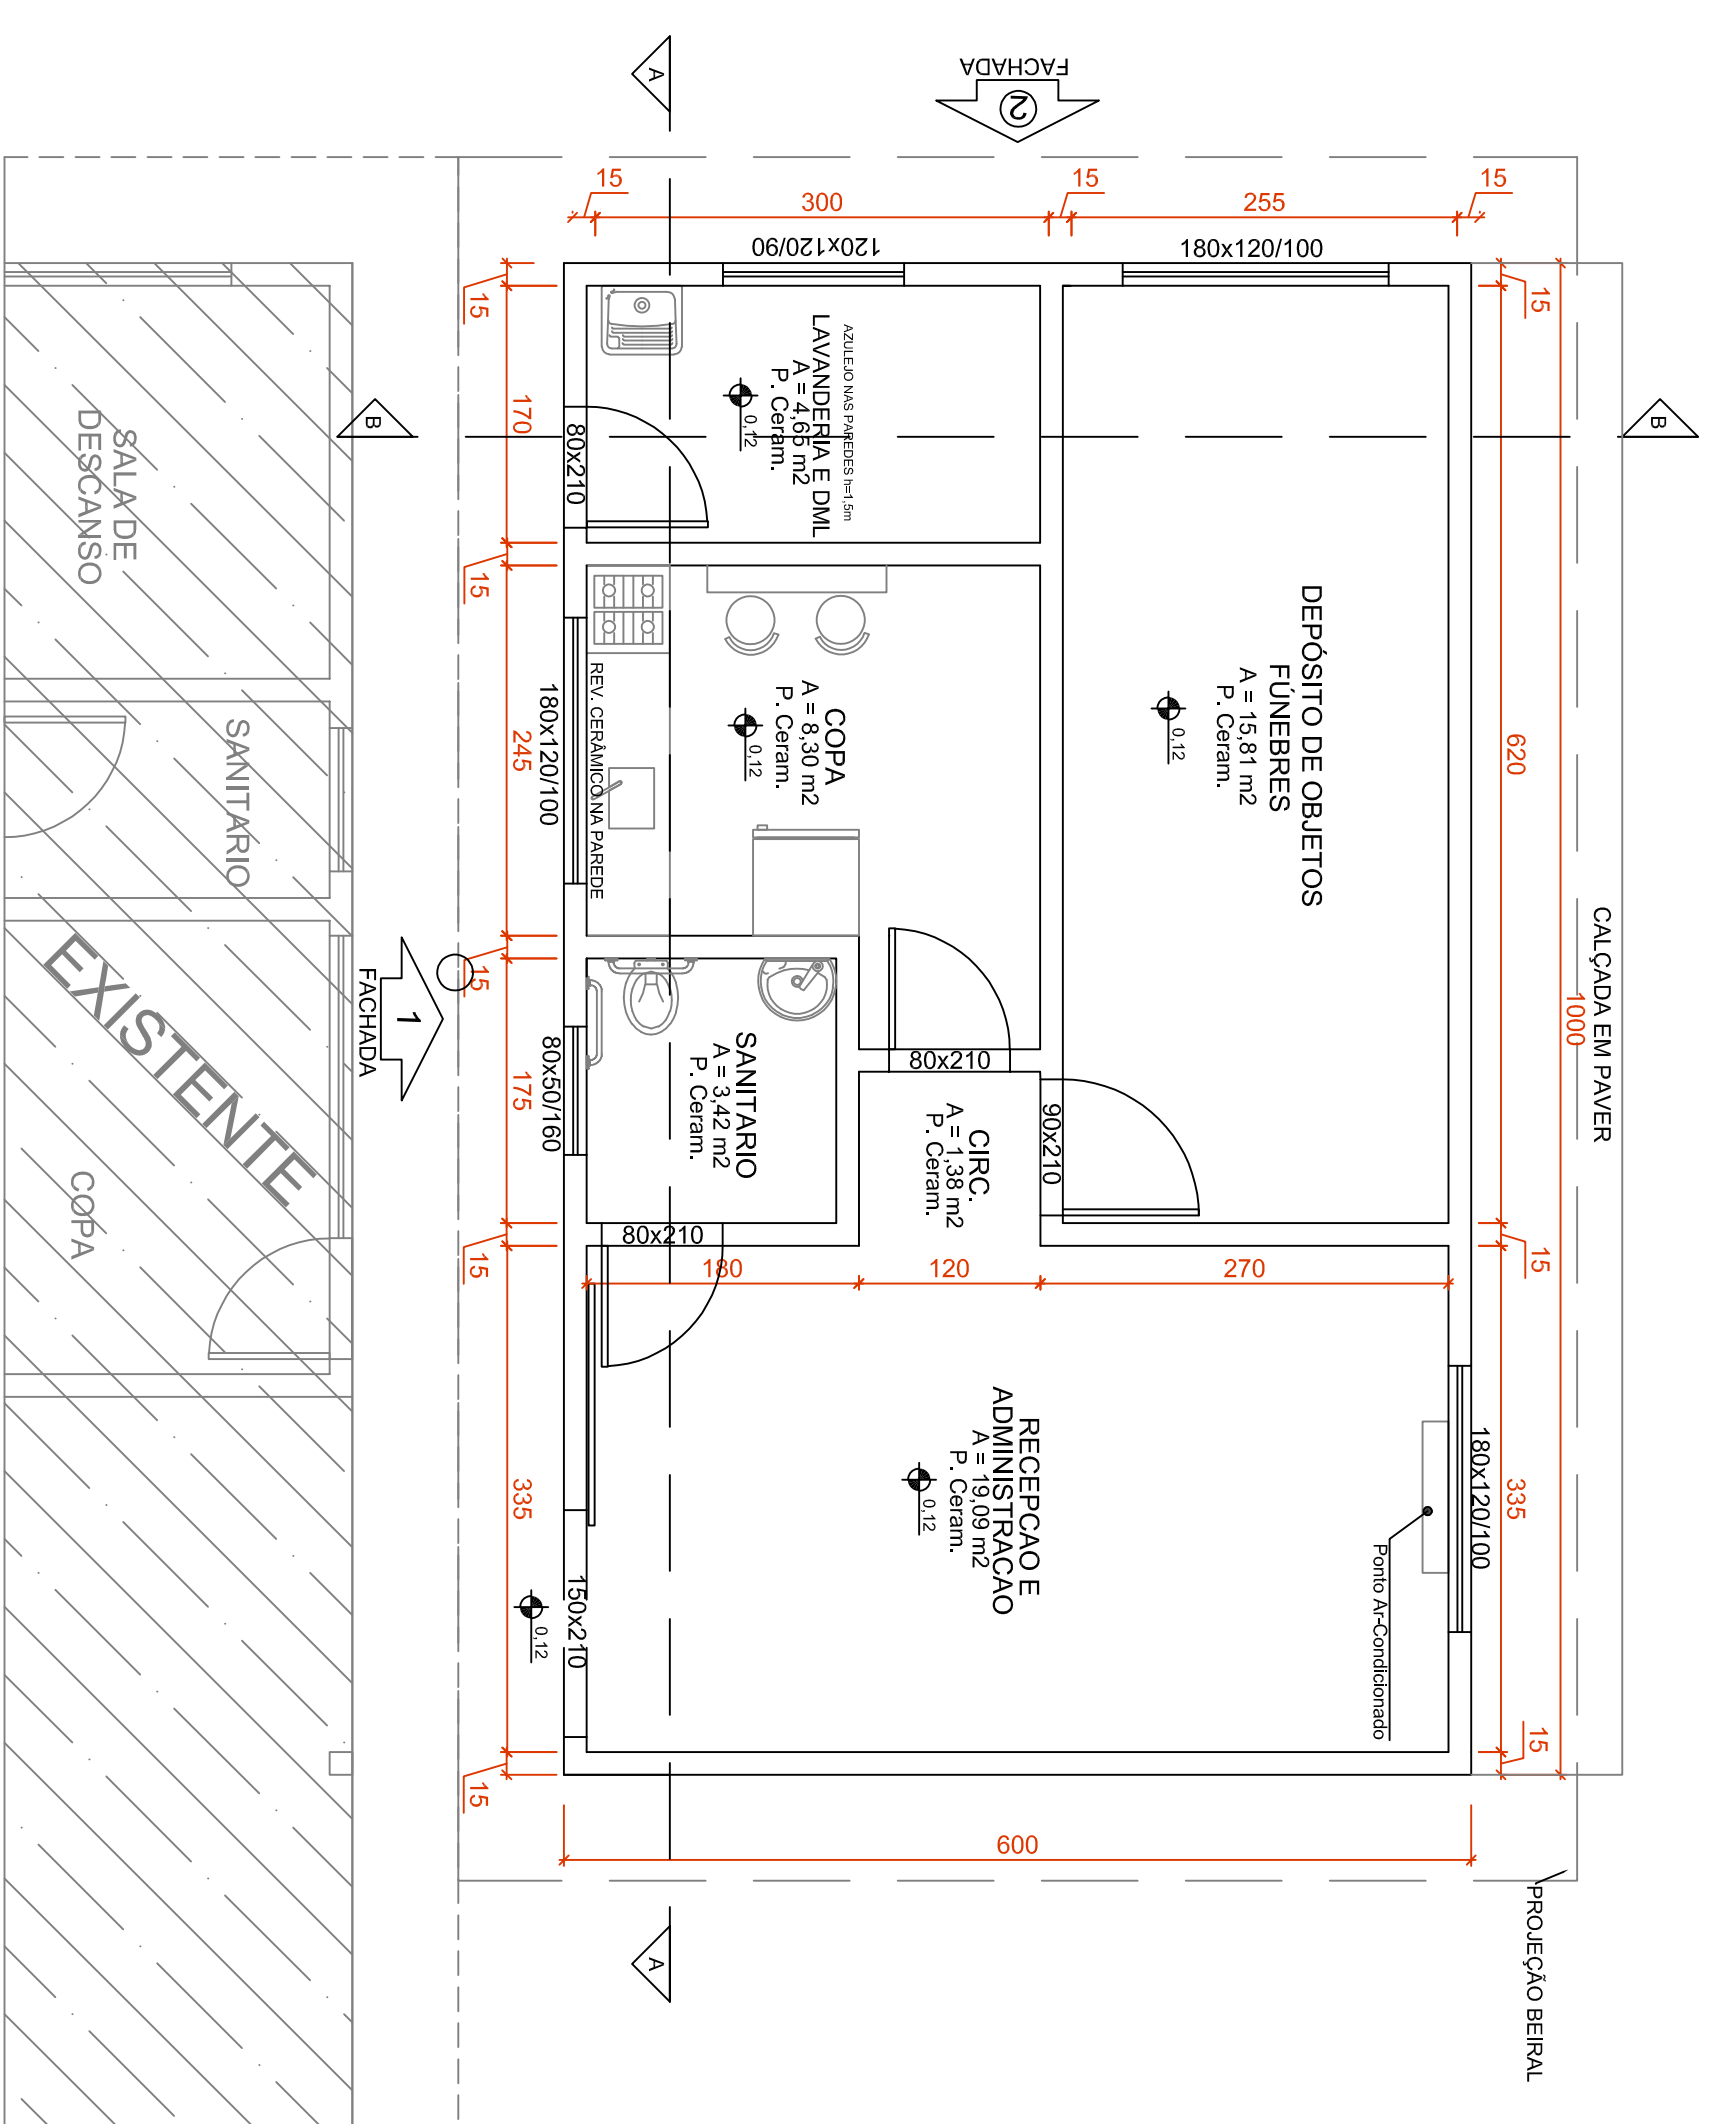 FACHADA
2
A
15
300
15
255
15
120x120/90
180x120/100
15
15
170
80x210
AZULEJO NAS PAREDES h=1,5m
LAVANDERIA E DML
A = 4,65 m2
P. Ceram.
0,12
B
B
SALA DE
DESCANSO
15
DEPÓSITO DE OBJETOS
FÚNEBRES
A = 15,81 m2
P. Ceram.
0,12
620
1000
CALÇADA EM PAVER
COPA
A = 8,30 m2
P. Ceram.
0,12
REV. CERÂMICO NA PAREDE
180x120/100
245
SANITARIO
15
FACHADA
1
EXISTENTE
COPA
80x50/160
175
SANITARIO
A = 3,42 m2
P. Ceram.
80x210
CIRC.
A = 1,38 m2
P. Ceram.
90x210
80x210
15
15
180
120
270
RECEPCAO E
ADMINISTRACAO
A = 19,09 m2
P. Ceram.
0,12
335
335
180x120/100
Ponto Ar-Condicionado
150x210
0,12
15
15
600
A
PROJEÇÃO BEIRAL